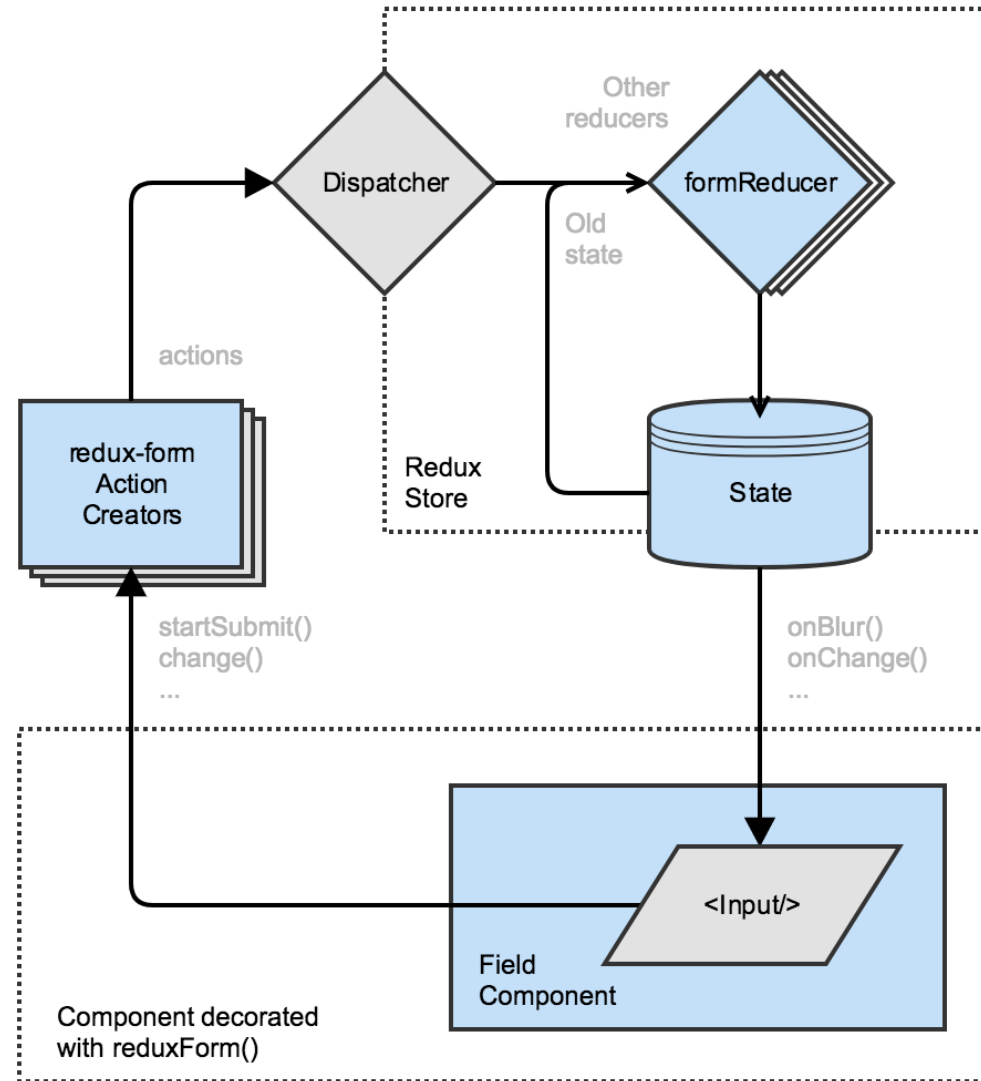 Other
reducers
Dispatcher
formReducer
Old
state
actions
redux-form
Action
Creators
Redux
Store
State
startSubmit()
change()
...
onBlur()
onChange()
...
<Input/>
Field
Component
Component decorated
with reduxForm()